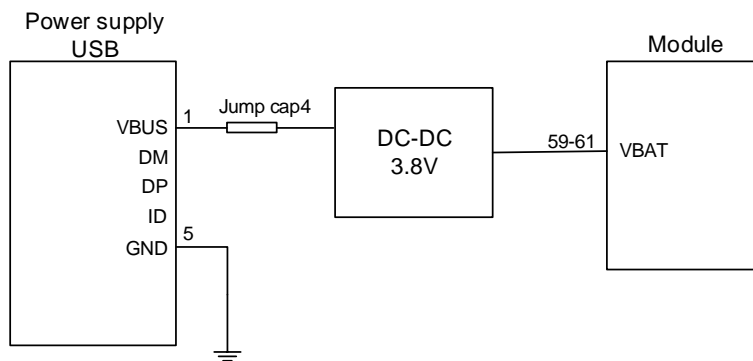 Power supply
USB
Module
VBUS
1
Jump cap4
DC-DC
3.8V
59-61
VBAT
DM
DP
ID
GND
5